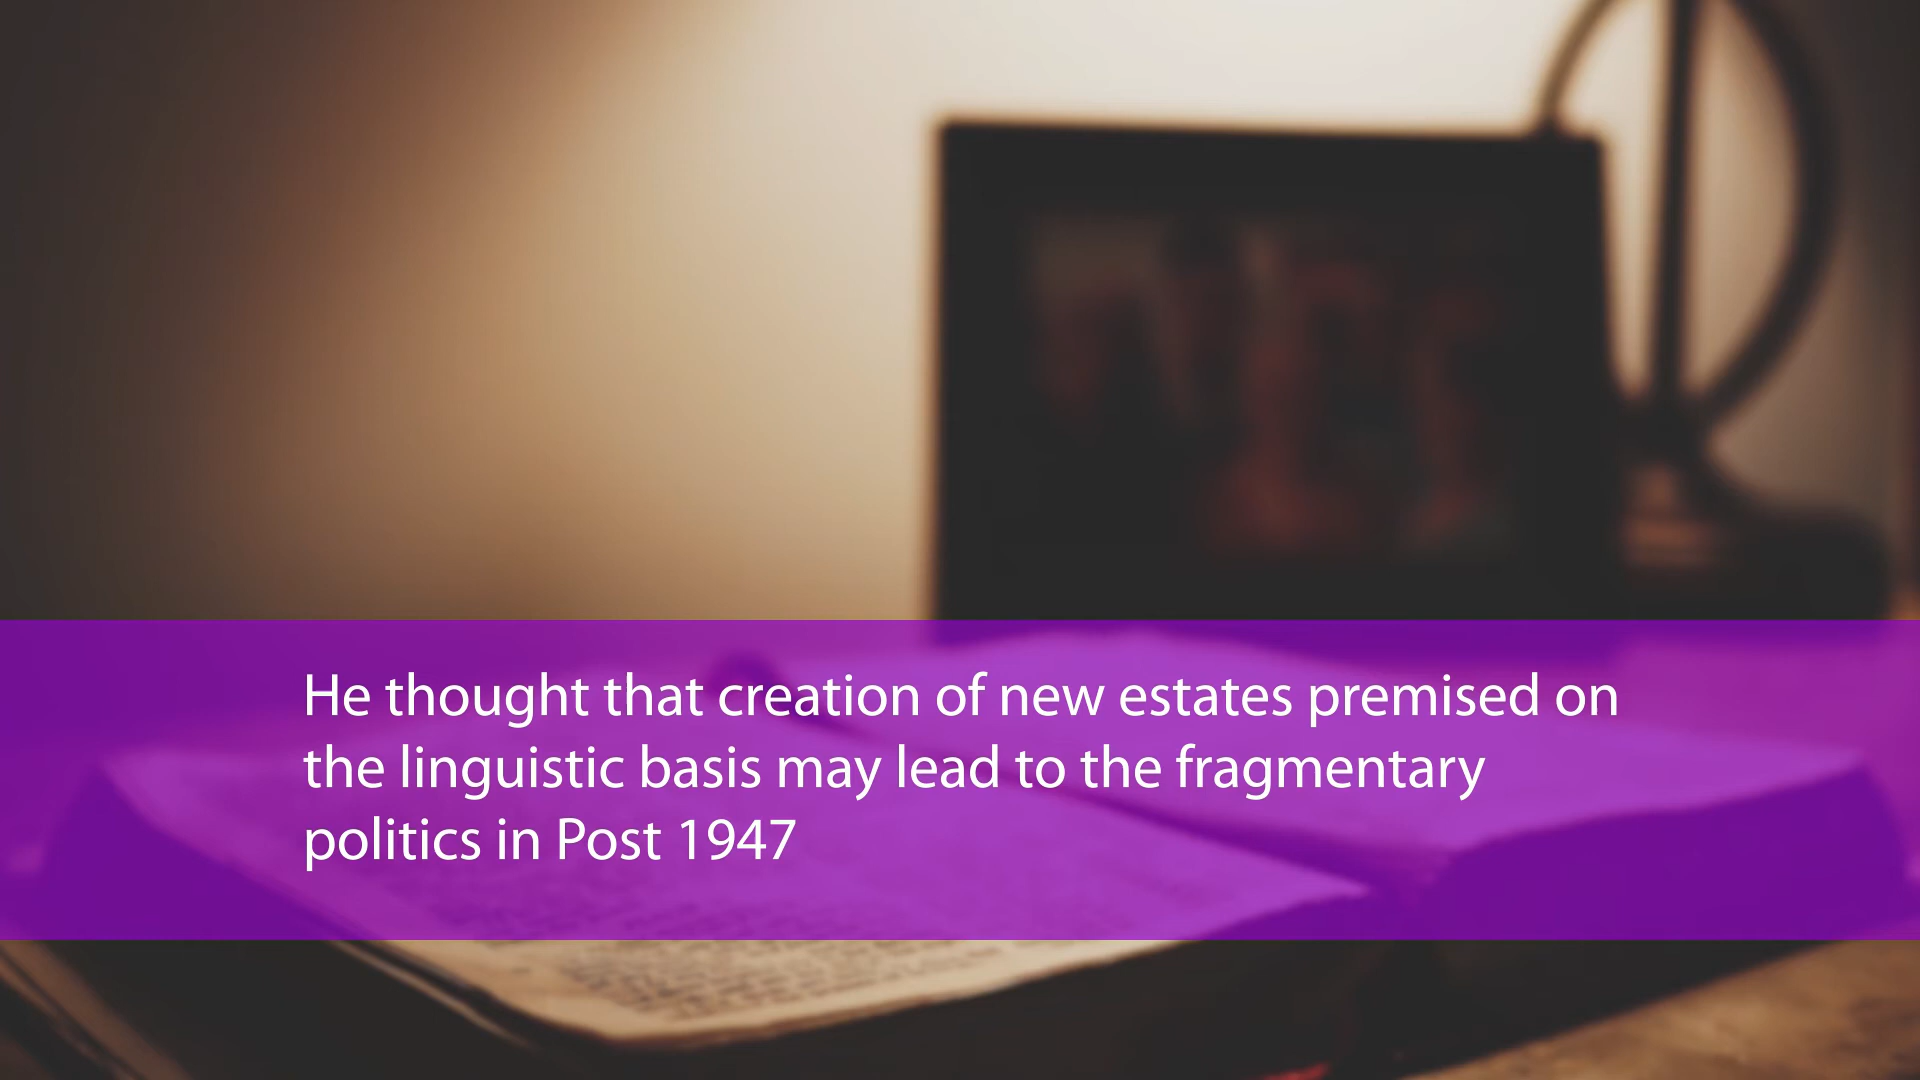 He thought that creation of new estates premised on
the linguistic basis may lead to the fragmentary
politics in Post 1947